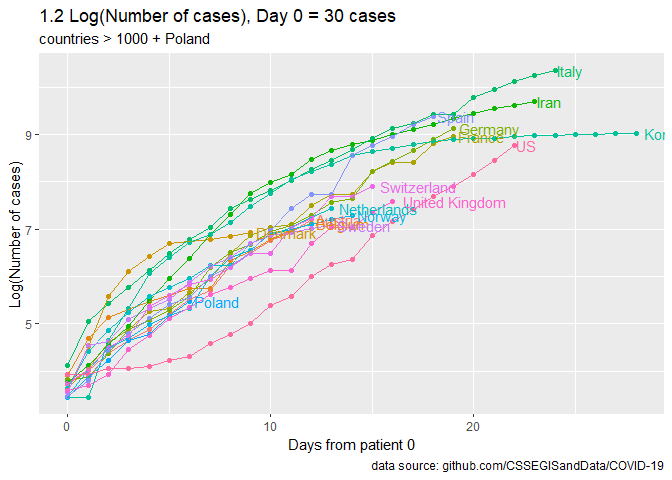 1.2 Log(Number of cases), Day 0 = 30 cases
countries > 1000 + Poland
Log(Number of cases)
9
7
5
Italy
Iran
Spain
Germany
France
Kor
US
Switzerland
United Kingdom
Netherlands
Norway
Sweden
Denmark
Poland
0
10
20
Days from patient 0
data source: github.com/CSSEGISandData/COVID-19